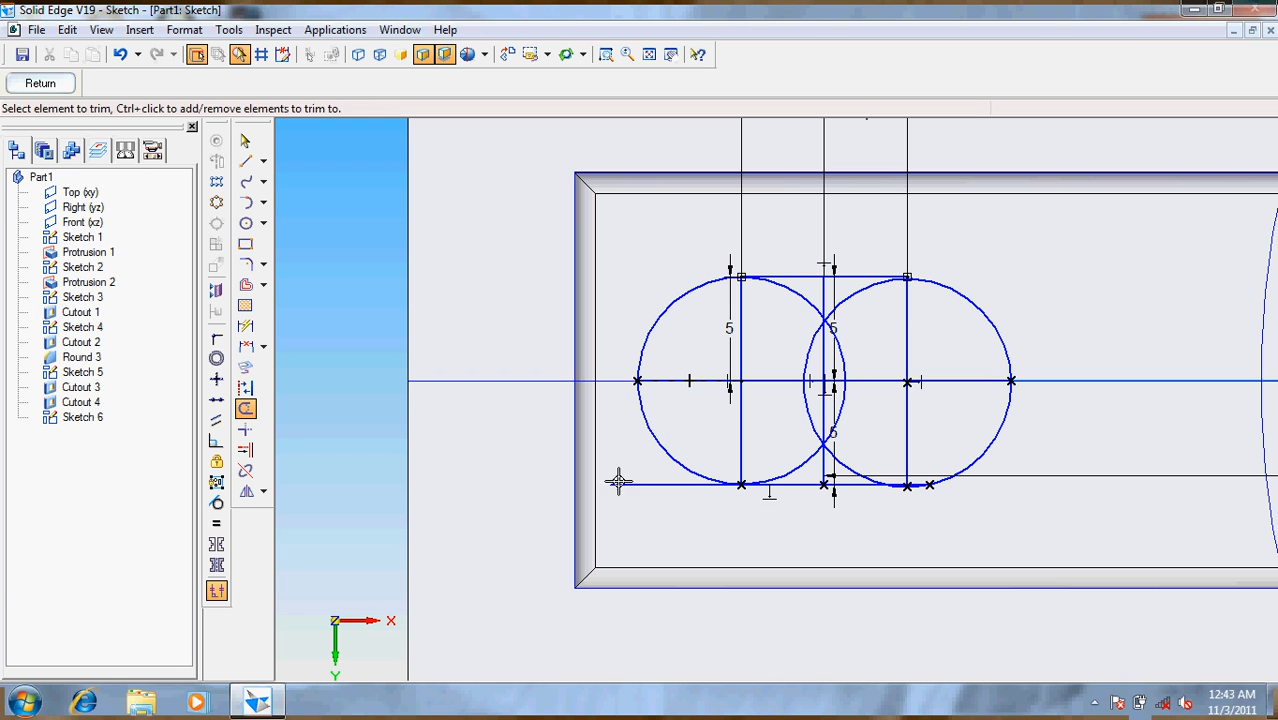 Solid Edge V19 - Sketch - [Part1: Sketch]
File Edit View Insert Format Tools Inspect Applications Window Help
Return
Select element to trim, Ctrl+click to add/remove elements to trim to.
Part1
Top (xy)
Right (yz)
Front (xz)
Sketch 1
Protrusion 1
Sketch 2
Protrusion 2
Sketch 3
Cutout 1
Sketch 4
Cutout 2
Round 3
Sketch 5
Cutout 3
Cutout 4
Sketch 6
5 5
5
Z X
Y
12:43 AM
11/3/2011